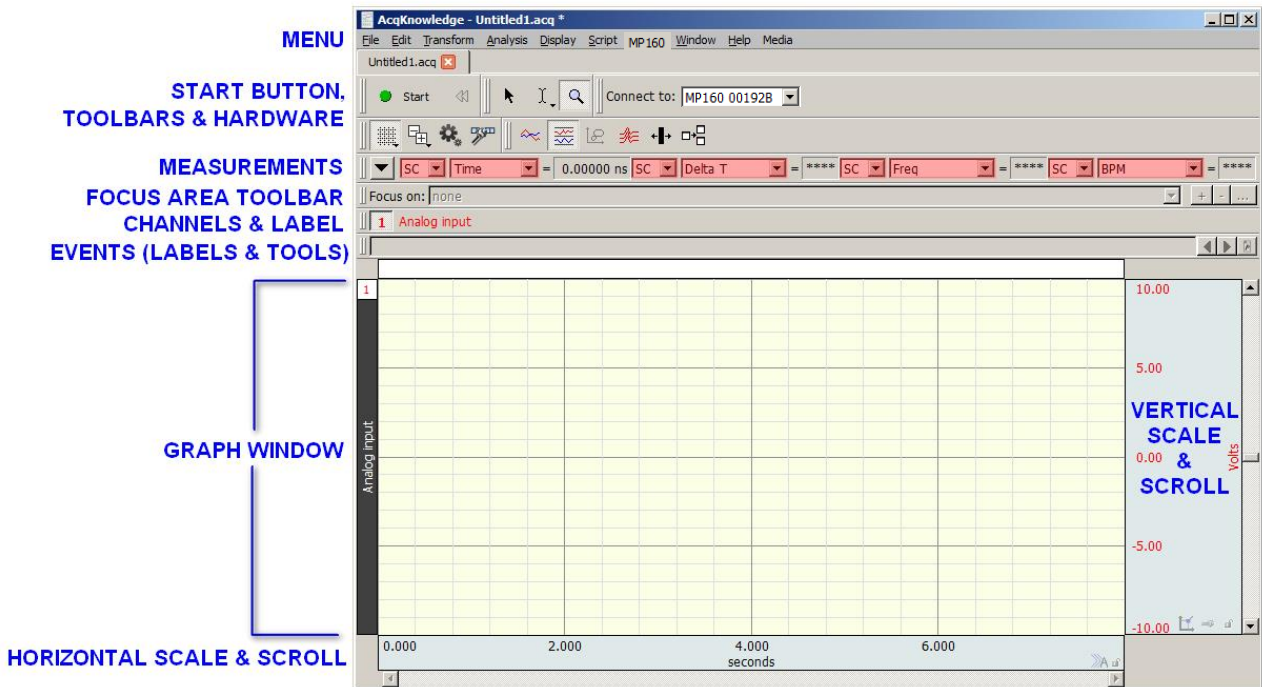 AcqKnowledge - Untitled1.acq *
MENU
File Edit Transform Analysis Display Script MP160 Window Help Media
Untitled1.acq
START BUTTON,
TOOLBARS & HARDWARE
Start
Connect to: MP160 00192B
MEASUREMENTS
SC Time = 0.00000 ns SC Delta T = **** SC Freq = **** SC BPM = ****
FOCUS AREA TOOLBAR
Focus on: none + - ...
CHANNELS & LABEL
1 Analog input
EVENTS (LABELS & TOOLS)
1
10.00
5.00
GRAPH WINDOW
Analog input
VERTICAL
SCALE
&
SCROLL
0.00
Volts
-5.00
-10.00
HORIZONTAL SCALE & SCROLL
0.000 2.000 4.000 6.000
seconds
A